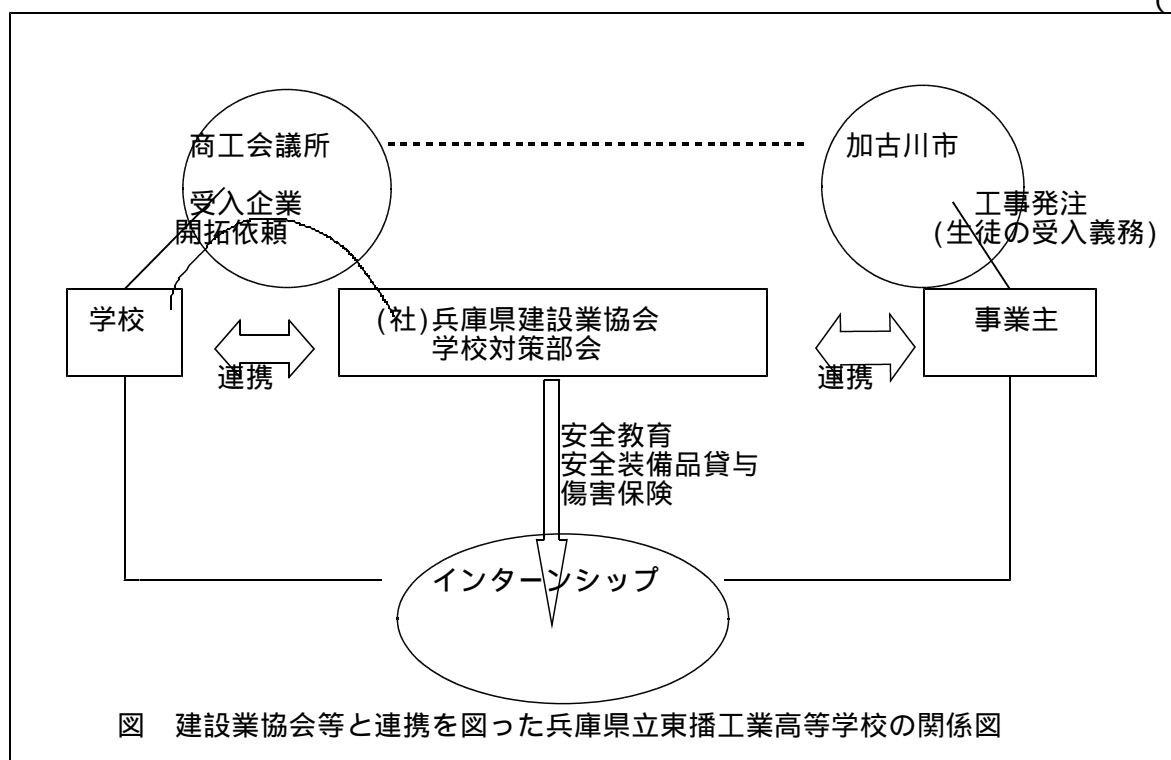 商工会議所
加古川市
受入企業
開拓依頼
工事発注
(生徒の受入義務)
学校
(社)兵庫県建設業協会
学校対策部会
事業主
連携
連携
安全教育
安全装備品貸与
傷害保険
インターンシップ
図 建設業協会等と連携を図った兵庫県立東播工業高等学校の関係図